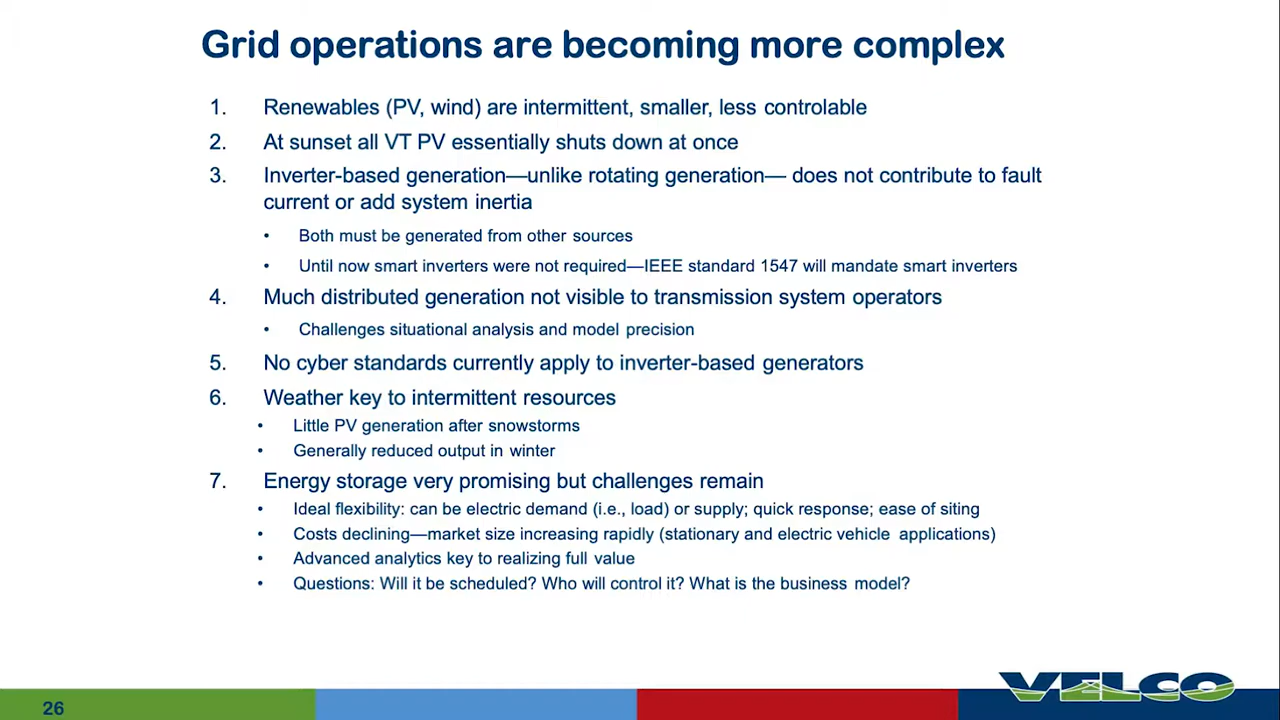 Grid operations are becoming more complex
1. Renewables (PV, wind) are intermittent, smaller, less controlable
2. At sunset all VT PV essentially shuts down at once
3. Inverter-based generation—unlike rotating generation— does not contribute to fault
current or add system inertia
• Both must be generated from other sources
• Until now smart inverters were not required—IEEE standard 1547 will mandate smart inverters
4. Much distributed generation not visible to transmission system operators
• Challenges situational analysis and model precision
5. No cyber standards currently apply to inverter-based generators
6. Weather key to intermittent resources
• Little PV generation after snowstorms
• Generally reduced output in winter
7. Energy storage very promising but challenges remain
• Ideal flexibility: can be electric demand (i.e., load) or supply; quick response; ease of siting
• Costs declining—market size increasing rapidly (stationary and electric vehicle applications)
• Advanced analytics key to realizing full value
• Questions: Will it be scheduled? Who will control it? What is the business model?
26
VELCO